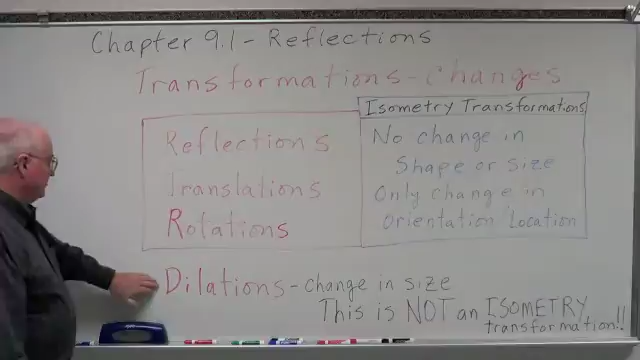 Chapter 9.1 - Reflections
Transformations - changes
Isometry Transformations
Reflections
Translations
Rotations
No change in
Shape or size
Only change in
Orientation Location
Dilations - change in size
This is NOT an ISOMETRY
transformation!!